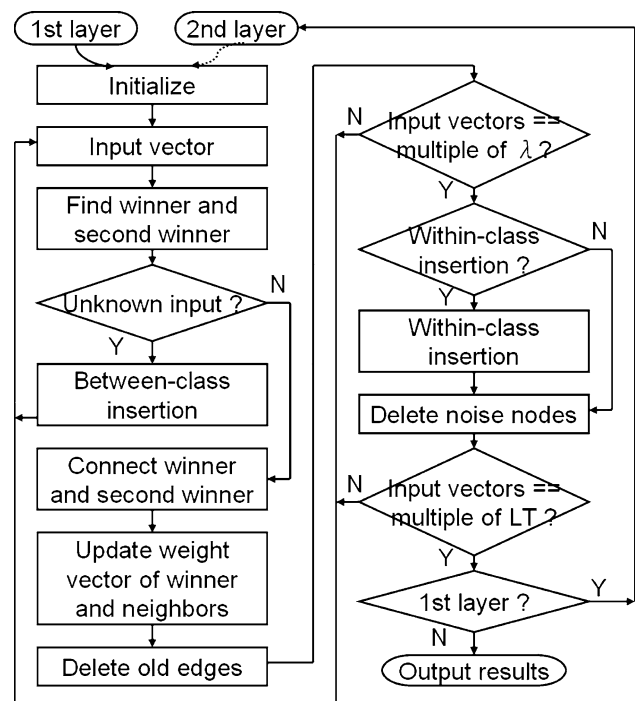 1st layer
2nd layer
Initialize
Input vector
Find winner and
second winner
Unknown input ?
N
Y
Between-class
insertion
Connect winner
and second winner
Update weight
vector of winner
and neighbors
Delete old edges
Input vectors ==
multiple of λ ?
N
Y
Within-class
insertion ?
N
Y
Within-class
insertion
Delete noise nodes
Input vectors ==
multiple of LT ?
N
Y
1st layer ?
Y
N
Output results